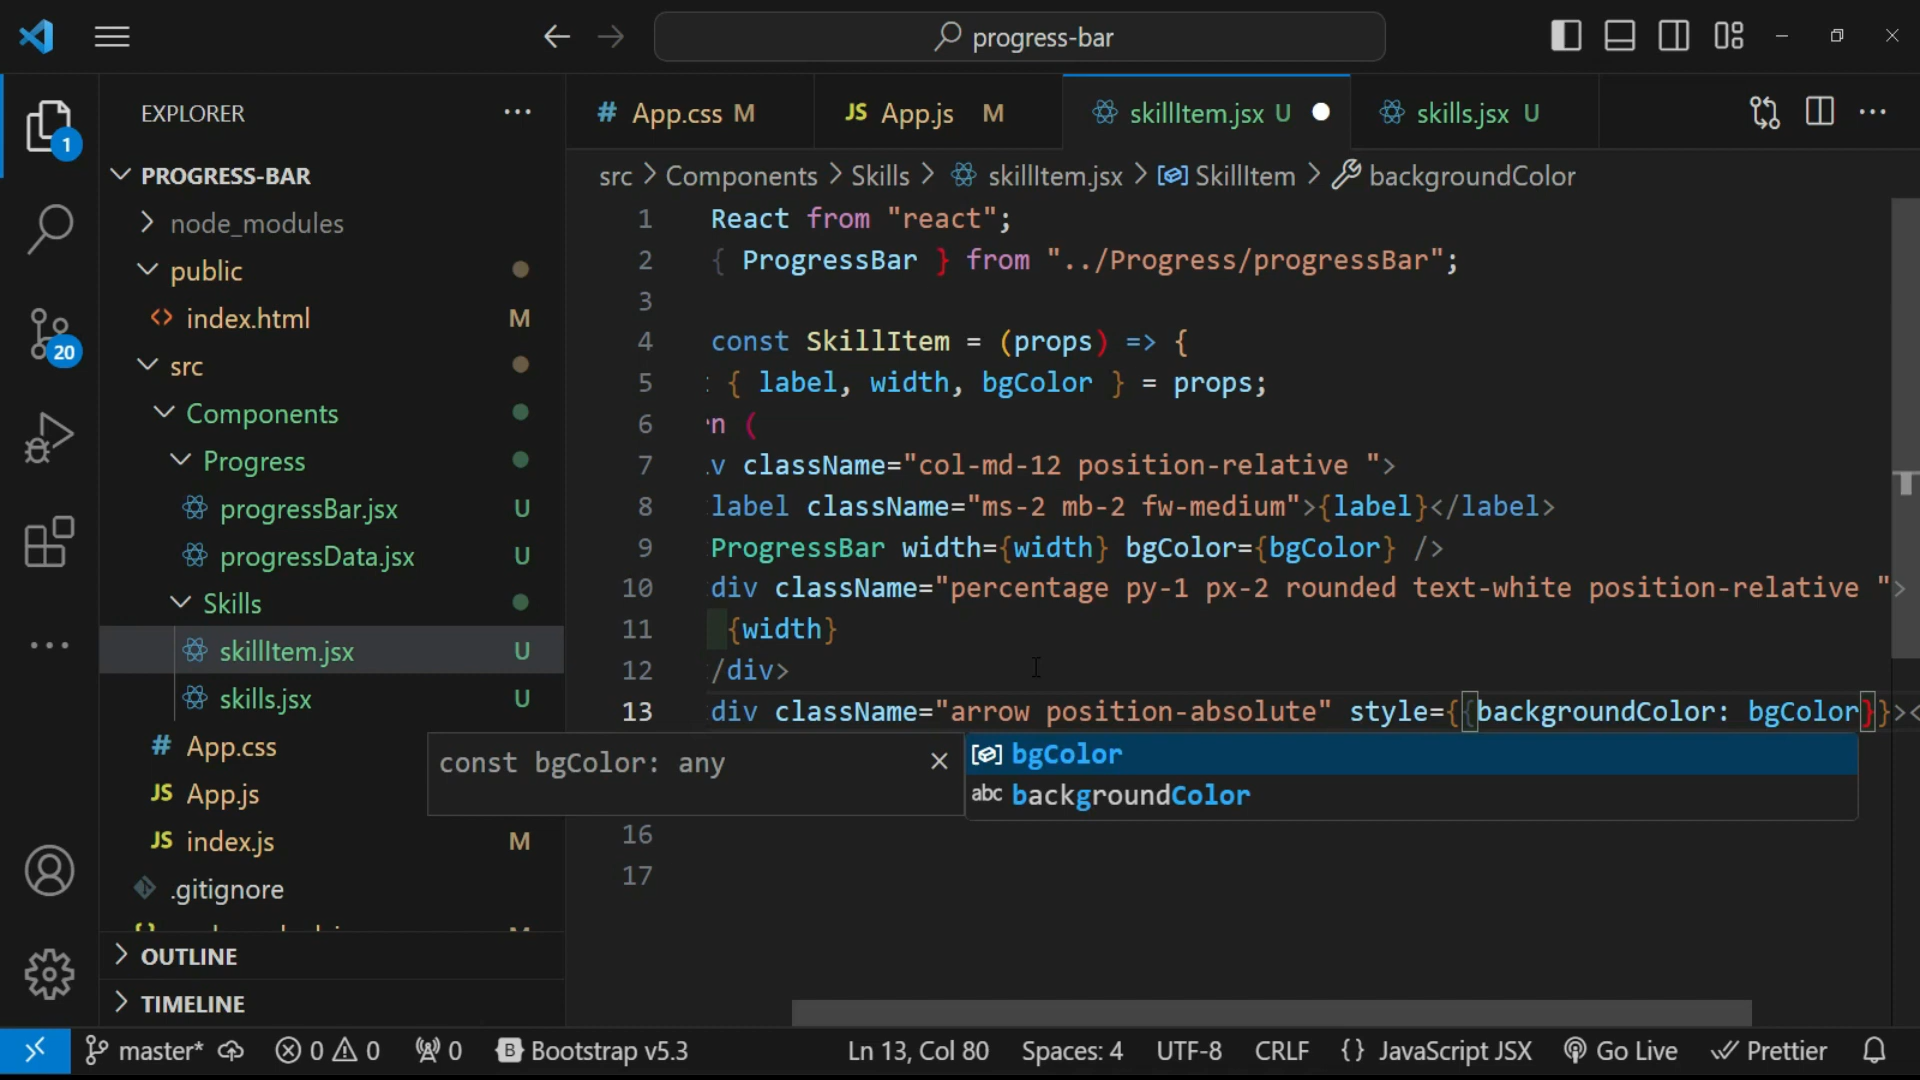 progress-bar
EXPLORER
# App.css M
JS App.js M
skillItem.jsx U
skills.jsx U
src > Components > Skills > skillItem.jsx > SkillItem > backgroundColor
1
PROGRESS-BAR
node_modules
public
index.html M
20
src
Components
Progress
progressBar.jsx U
progressData.jsx U
Skills
skillItem.jsx U
skills.jsx U
# App.css
JS App.js
JS index.js M
.gitignore
OUTLINE
TIMELINE
1 React from "react";
2 { ProgressBar } from "../Progress/progressBar";
3
4 const SkillItem = (props) => {
5 { label, width, bgColor } = props;
6 n (
7 v className="col-md-12 position-relative ">
8 label className="ms-2 mb-2 fw-medium">{label}</label>
9 ProgressBar width={width} bgColor={bgColor} />
10 div className="percentage py-1 px-2 rounded text-white position-relative ">
11 {width}
12 /div>
13 div className="arrow position-absolute" style={{backgroundColor: bgColor}}><
const bgColor: any ×
bgColor
abc backgroundColor
16
17
master* 0 0 0 B Bootstrap v5.3 Ln 13, Col 80 Spaces: 4 UTF-8 CRLF {} JavaScript JSX Go Live Prettier